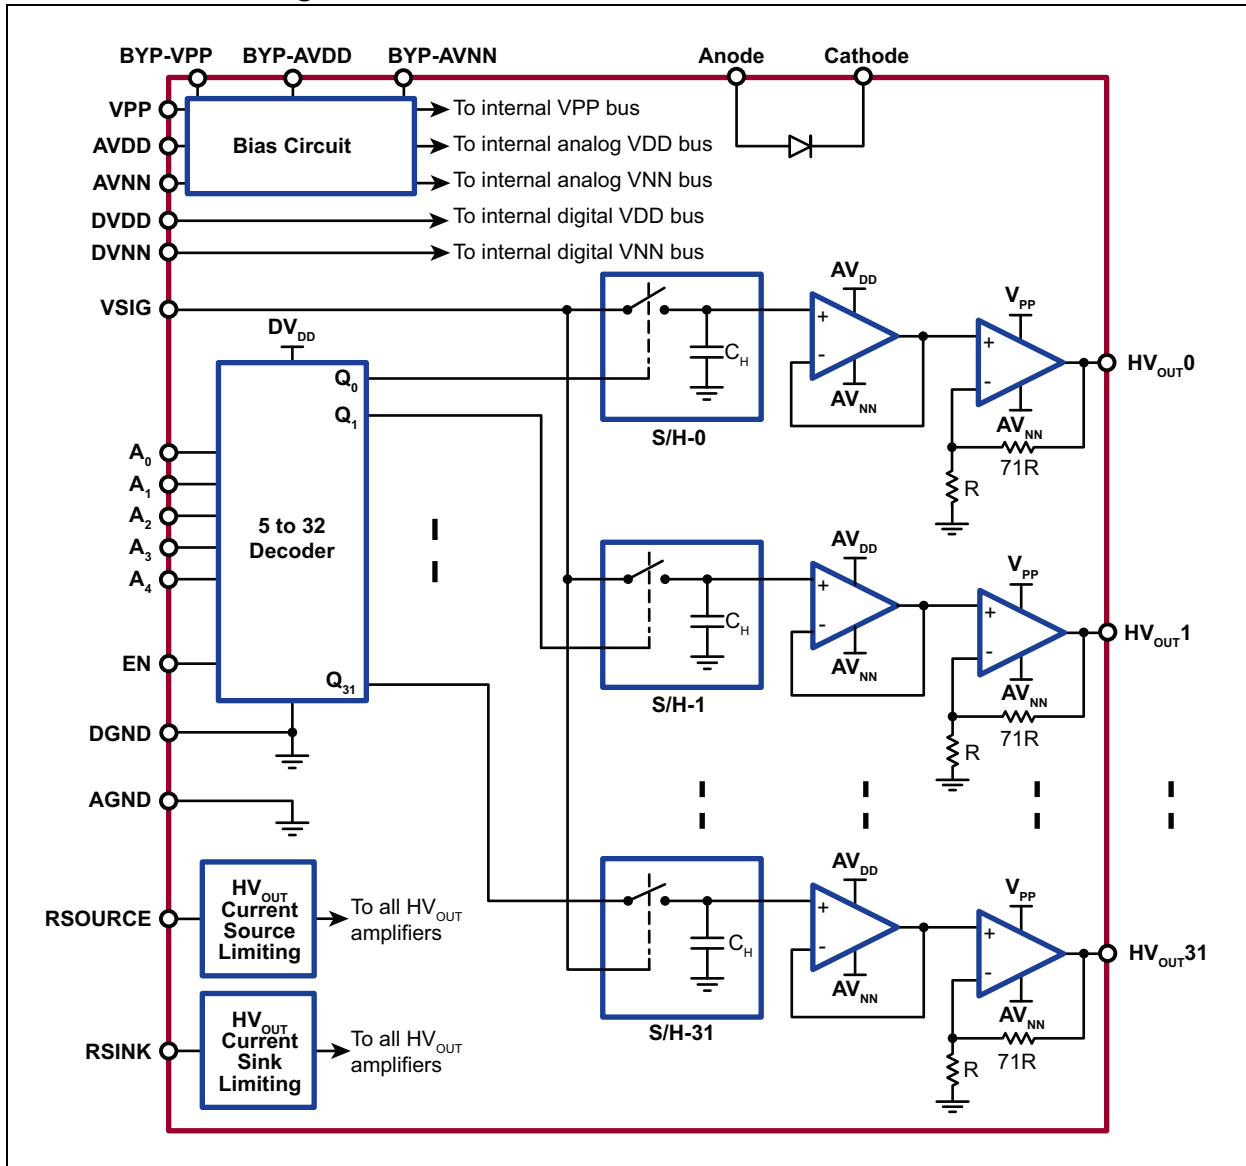 BYP-VPP BYP-AVDD BYP-AVNN Anode Cathode
VPP
AVDD
AVNN
DVDD
DVNN
VSIG
Bias Circuit
To internal VPP bus
To internal analog VDD bus
To internal analog VNN bus
To internal digital VDD bus
To internal digital VNN bus
DVDD
Q0
Q1
Q31
A0
A1
A2
A3
A4
EN
5 to 32
Decoder
DGND
AGND
RSOURCE
HVOUT
Current
Source
Limiting
To all HVOUT
amplifiers
RSINK
HVOUT
Current
Sink
Limiting
To all HVOUT
amplifiers
CH
S/H-0
AVDD
+
-
AVNN
VPP
+
-
AVNN
71R
R
HVOUT0
CH
S/H-1
AVDD
+
-
AVNN
VPP
+
-
AVNN
71R
R
HVOUT1
CH
S/H-31
AVDD
+
-
AVNN
VPP
+
-
AVNN
71R
R
HVOUT31